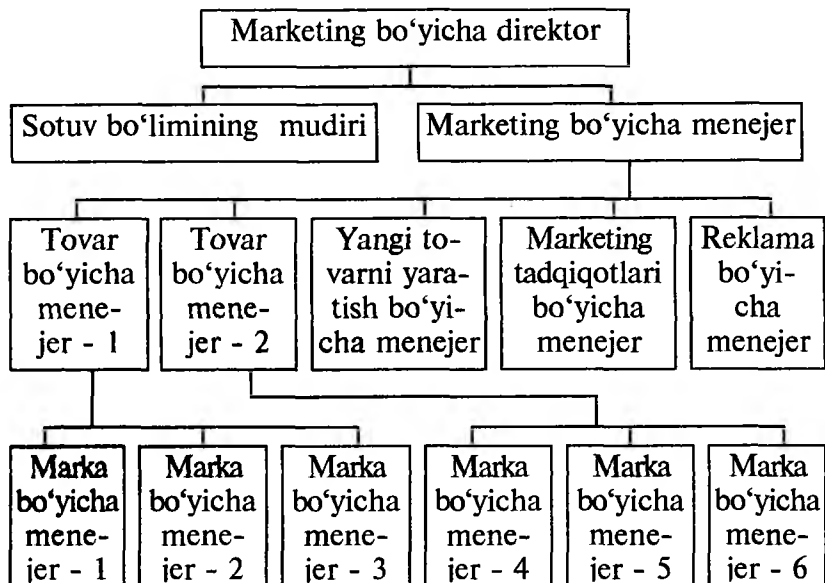 Marketing bo‘yicha direktor
Sotuv bo‘limining mudiri
Marketing bo‘yicha menejer
Tovar
bo‘yicha
mene-
jer - 1
Tovar
bo‘yicha
mene-
jer - 2
Yangi to-
varni yara-
tish bo‘yi-
cha menejer
Marketing
tadqiqotlari
bo‘yicha
menejer
Reklama
bo‘yi-
cha
menejer
Marka
bo‘yicha
mene-
jer - 1
Marka
bo‘yicha
mene-
jer - 2
Marka
bo‘yicha
mene-
jer - 3
Marka
bo‘yicha
mene-
jer - 4
Marka
bo‘yicha
mene-
jer - 5
Marka
bo‘yicha
mene-
jer - 6